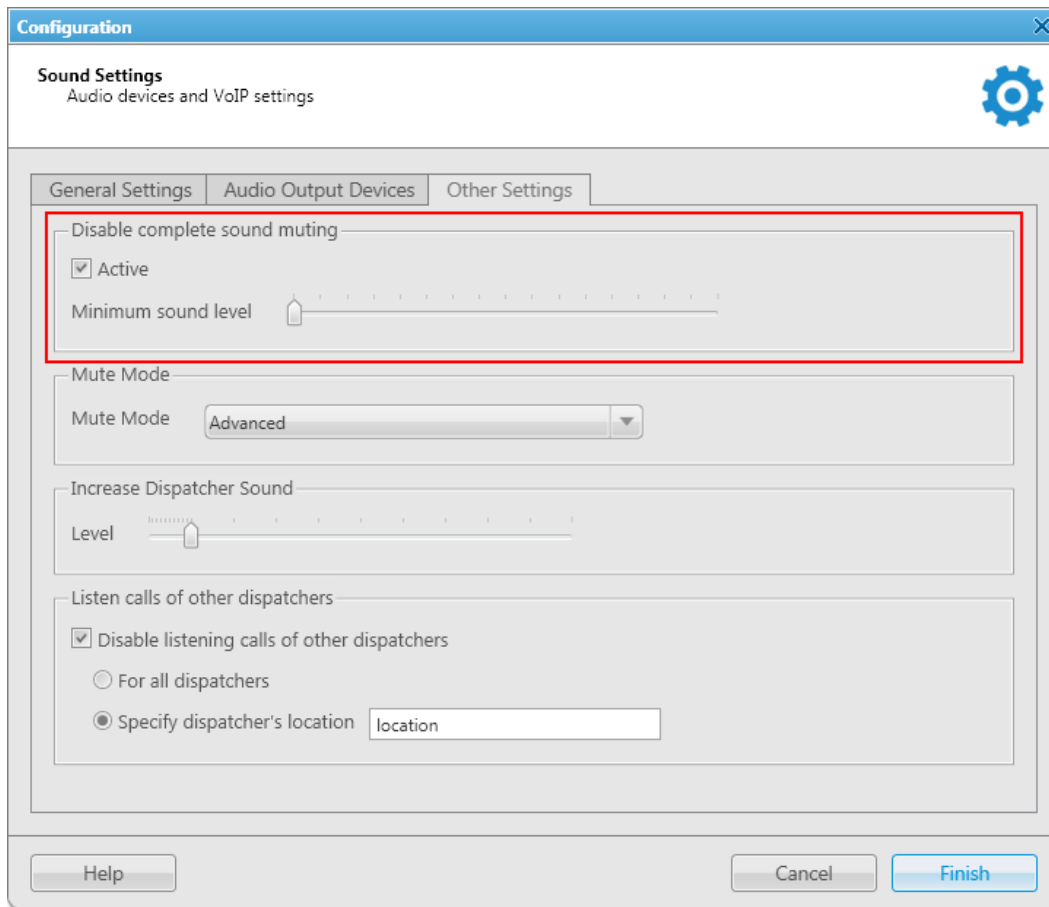 Configuration
Sound Settings
Audio devices and VoIP settings
General Settings
Audio Output Devices
Other Settings
Disable complete sound muting
Active
Minimum sound level
Mute Mode
Mute Mode
Advanced
Increase Dispatcher Sound
Level
Listen calls of other dispatchers
Disable listening calls of other dispatchers
For all dispatchers
Specify dispatcher's location
location
Help
Cancel
Finish